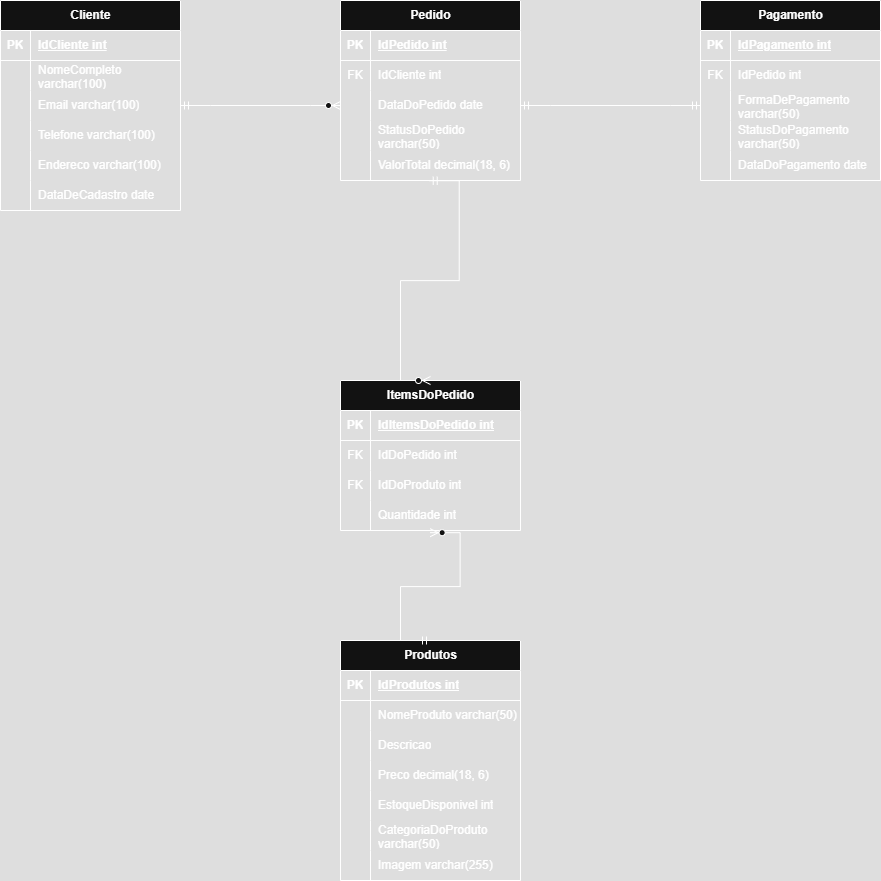 Cliente
PK IdCliente int
NomeCompleto
varchar(100)
Email varchar(100)
Telefone varchar(100)
Endereco varchar(100)
DataDeCadastro date
Pedido
PK IdPedido int
FK IdCliente int
DataDoPedido date
StatusDoPedido
varchar(50)
ValorTotal decimal(18, 6)
Pagamento
PK IdPagamento int
FK IdPedido int
FormaDePagamento
varchar(50)
StatusDoPagamento
varchar(50)
DataDoPagamento date
ItemsDoPedido
PK IdItemsDoPedido int
FK IdDoPedido int
FK IdDoProduto int
Quantidade int
Produtos
PK IdProdutos int
NomeProduto varchar(50)
Descricao
Preco decimal(18, 6)
EstoqueDisponivel int
CategoriaDoProduto
varchar(50)
Imagem varchar(255)